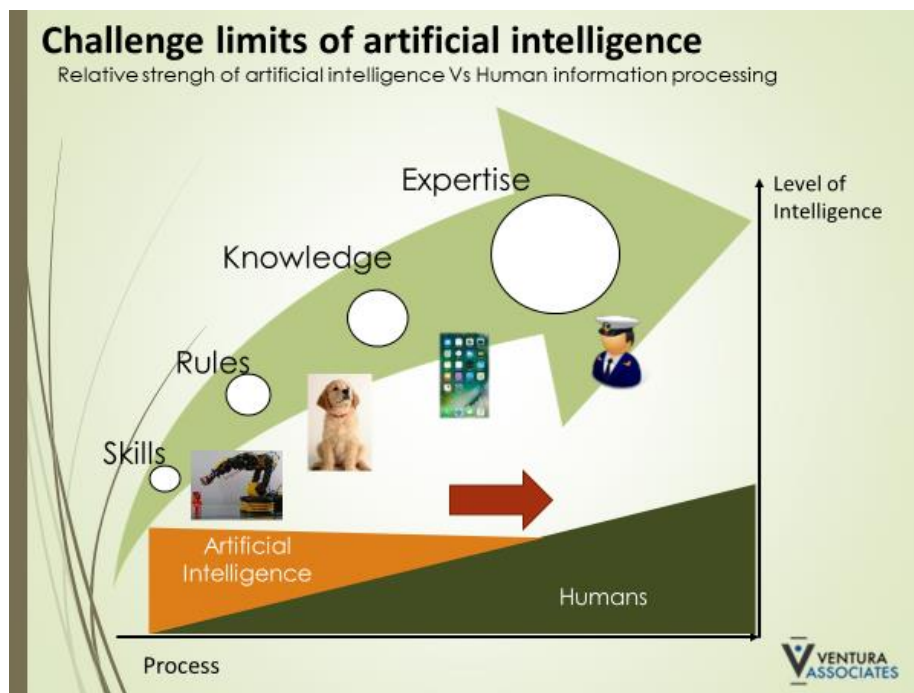 Challenge limits of artificial intelligence
Relative strengh of artificial intelligence Vs Human information processing
Expertise
Level of
Intelligence
Knowledge
Rules
Skills
Artificial
Intelligence
Humans
Process
VENTURA
ASSOCIATES